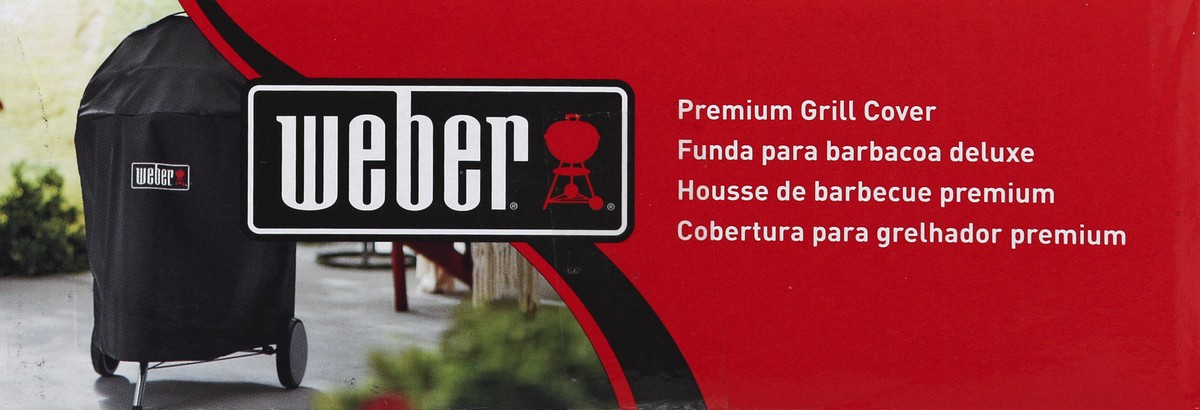 weber
weber®
®
Premium Grill Cover
Funda para barbacoa deluxe
Housse de barbecue premium
Cobertura para grelhador premium